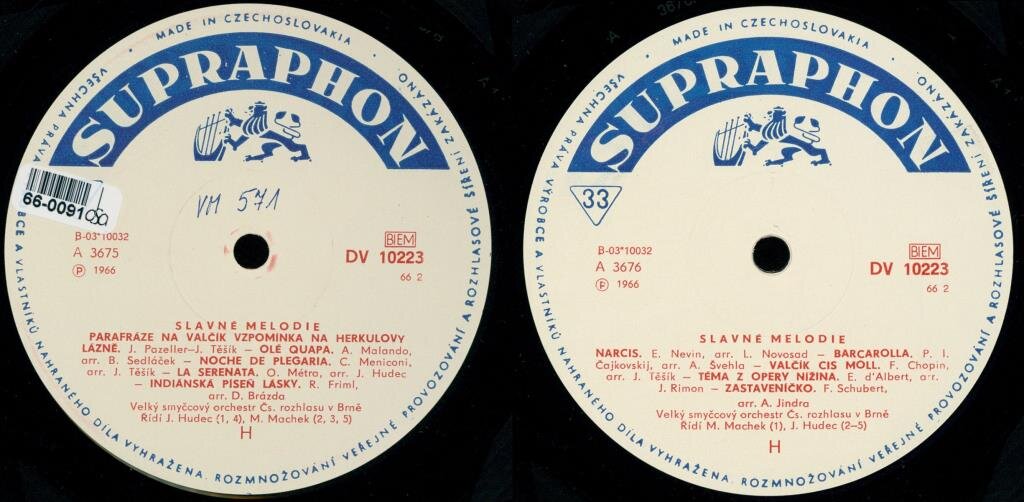 MADE IN CZECHOSLOVAKIA
SUPRAPHON
VŠECHNA PRÁVA VÝROBCE A VLASTNÍKŮ NAHRANÉHO DÍLA VYHRAŽENA. ROZMNOŽOVÁNÍ VEŘEJNÉ PROVOZOVÁNÍ A ROZHLASOVÉ ŠÍŘENÍ ZAKÁZÁNO.
66-0091
VM 571
B-03*10032
A 3675
Ⓟ 1966
BIEM
DV 10223
66 2
SLAVNÉ MELODIE
PARAFRÁZE NA VALČÍK VZPOMÍNKA NA HERKULOVY
LÁZNĚ. J. Pazeller–J. Těšík – OLÉ QUAPA. A. Malando,
arr. B. Sedláček – NOCHE DE PLEGARIA. C. Meniconi,
arr. J. Těšík – LA SERENATA. O. Métra, arr. J. Hudec
– INDIÁNSKÁ PÍSEŇ LÁSKY. R. Friml,
arr. D. Brázda
Velký smyčcový orchestr Čs. rozhlasu v Brně
Řídí J. Hudec (1, 4), M. Machek (2, 3, 5)
H
MADE IN CZECHOSLOVAKIA
SUPRAPHON
VŠECHNA PRÁVA VÝROBCE A VLASTNÍKŮ NAHRANÉHO DÍLA VYHRAŽENA. ROZMNOŽOVÁNÍ VEŘEJNÉ PROVOZOVÁNÍ A ROZHLASOVÉ ŠÍŘENÍ ZAKÁZÁNO.
33
B-03*10032
A 3676
Ⓟ 1966
BIEM
DV 10223
66 2
SLAVNÉ MELODIE
NARCIS. E. Nevin, arr. L. Novosad – BARCAROLLA. P. I.
Čajkovskij, arr. A. Švehla – VALČÍK CIS MOLL. F. Chopin,
arr. J. Těšík – TÉMA Z OPERY NÍŽINA. E. d'Albert, arr.
J. Rimon – ZASTAVENÍČKO. F. Schubert,
arr. A. Jindra
Velký smyčcový orchestr Čs. rozhlasu v Brně
Řídí M. Machek (1), J. Hudec (2–5)
H